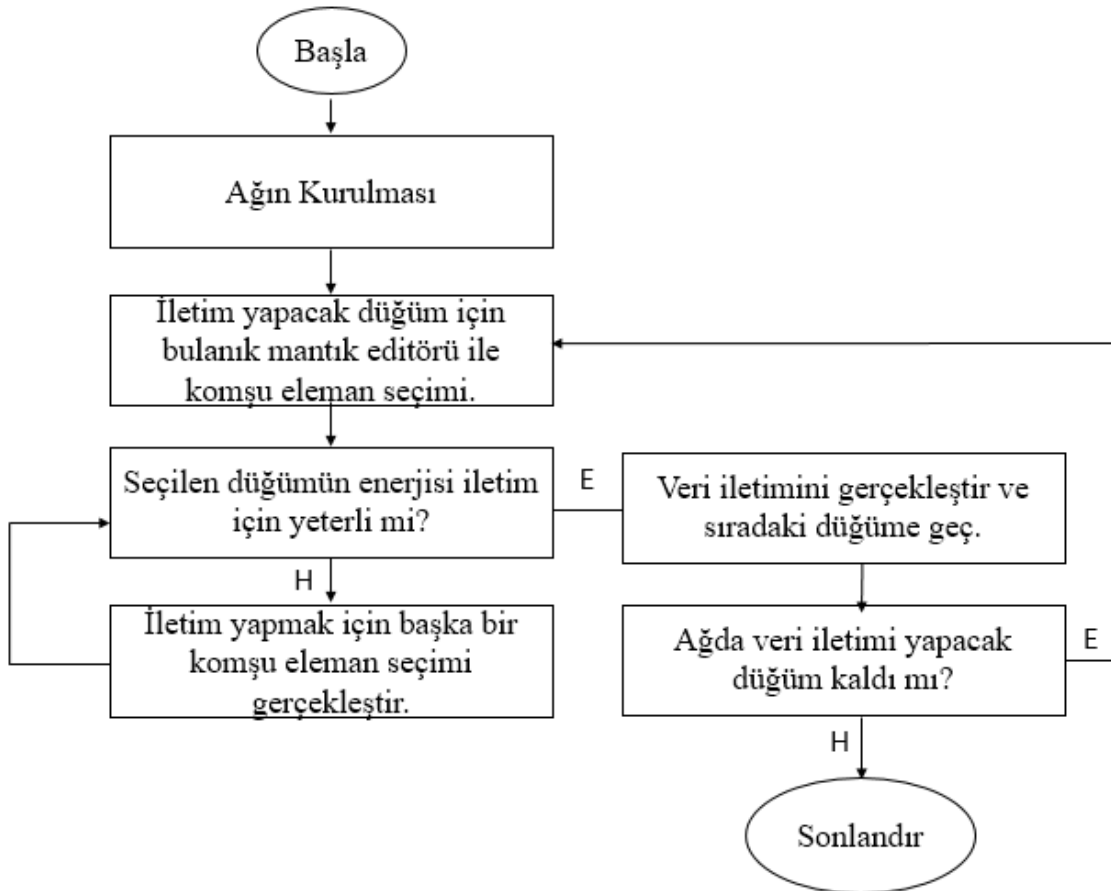 Başla
Ağın Kurulması
İletim yapacak düğüm için
bulanık mantık editörü ile
komşu eleman seçimi.
Seçilen düğümün enerjisi iletim
için yeterli mi?
E
Veri iletimini gerçekleştir ve
sıradaki düğüme geç.
H
İletim yapmak için başka bir
komşu eleman seçimi
gerçekleştir.
Ağda veri iletimi yapacak
düğüm kaldı mı?
E
H
Sonlandır